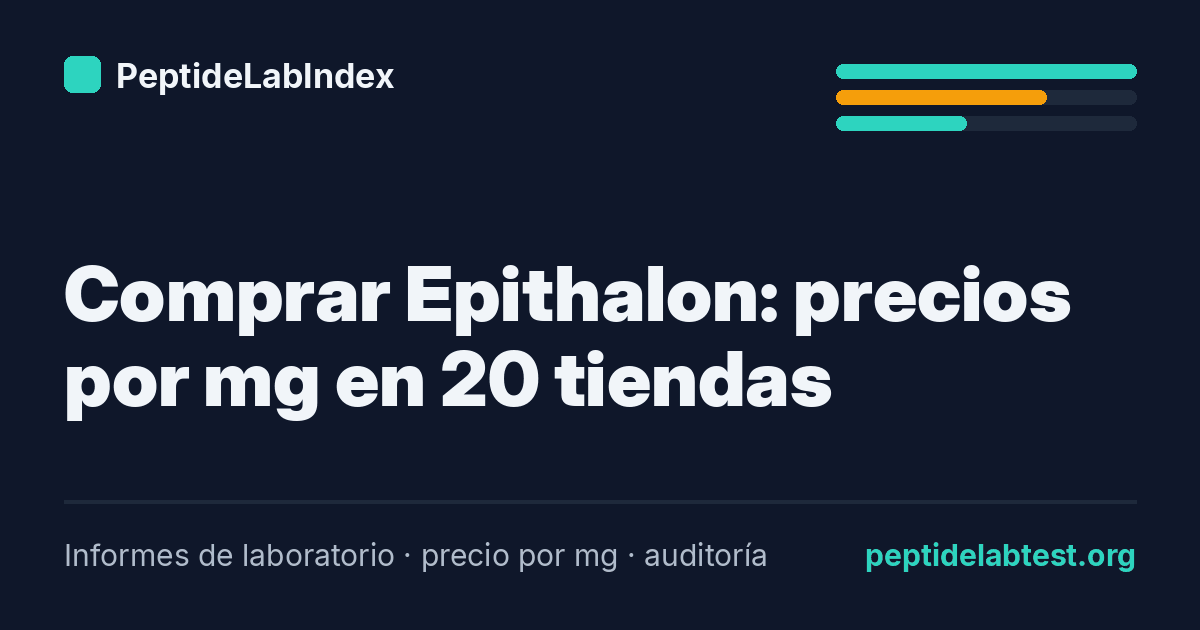 PeptideLabIndex
Comprar Epithalon: precios
por mg en 20 tiendas
Informes de laboratorio · precio por mg · auditoría
peptidelabtest.org